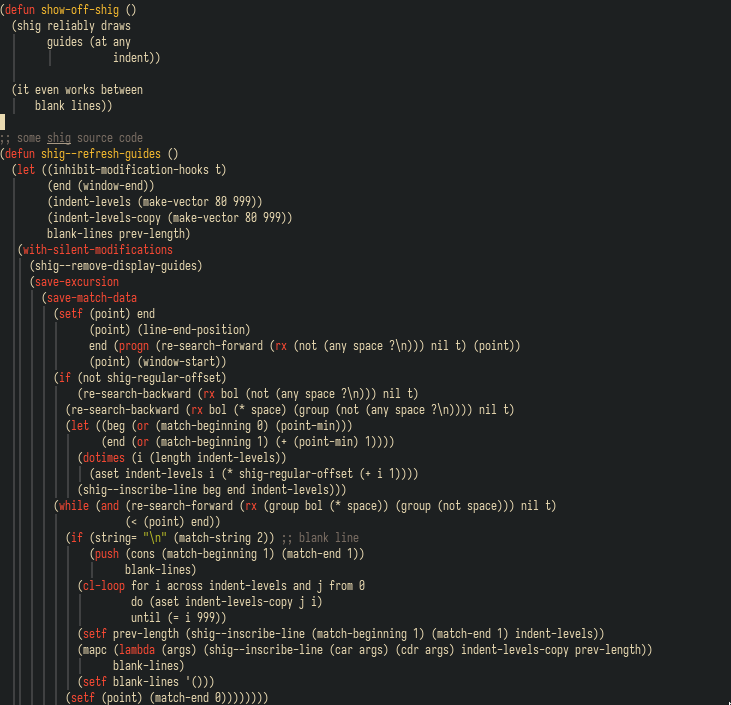 (defun show-off-shig ()
  (shig reliably draws
        guides (at any
                   indent))

  (it even works between
      blank lines))

;; some shig source code
(defun shig--refresh-guides ()
  (let ((inhibit-modification-hooks t)
        (end (window-end))
        (indent-levels (make-vector 80 999))
        (indent-levels-copy (make-vector 80 999))
        blank-lines prev-length)
   (with-silent-modifications
     (shig--remove-display-guides)
     (save-excursion
       (save-match-data
         (setf (point) end
               (point) (line-end-position)
               end (progn (re-search-forward (rx (not (any space ?\n))) nil t) (point))
               (point) (window-start))
         (if (not shig-regular-offset)
             (re-search-backward (rx bol (not (any space ?\n))) nil t)
           (re-search-backward (rx bol (* space) (group (not (any space ?\n)))) nil t)
           (let ((beg (or (match-beginning 0) (point-min)))
                 (end (or (match-beginning 1) (+ (point-min) 1))))
             (dotimes (i (length indent-levels))
               (aset indent-levels i (* shig-regular-offset (+ i 1))))
             (shig--inscribe-line beg end indent-levels)))
         (while (and (re-search-forward (rx (group bol (* space)) (group (not space))) nil t)
                     (< (point) end))
           (if (string= "\n" (match-string 2)) ;; blank line
               (push (cons (match-beginning 1) (match-end 1))
                     blank-lines)
             (cl-loop for i across indent-levels and j from 0
                      do (aset indent-levels-copy j i)
                      until (= i 999))
             (setf prev-length (shig--inscribe-line (match-beginning 1) (match-end 1) indent-levels))
             (mapc (lambda (args) (shig--inscribe-line (car args) (cdr args) indent-levels-copy prev-length))
                   blank-lines)
             (setf blank-lines '()))
           (setf (point) (match-end 0))))))))